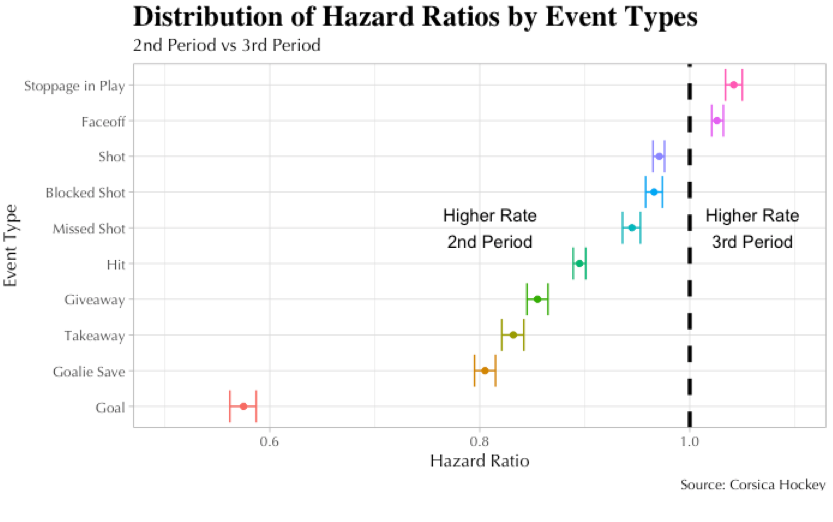 Distribution of Hazard Ratios by Event Types
2nd Period vs 3rd Period
Event Type
Stoppage in Play
Faceoff
Shot
Blocked Shot
Missed Shot
Hit
Giveaway
Takeaway
Goalie Save
Goal
Higher Rate
2nd Period
Higher Rate
3rd Period
0.6
0.8
1.0
Hazard Ratio
Source: Corsica Hockey